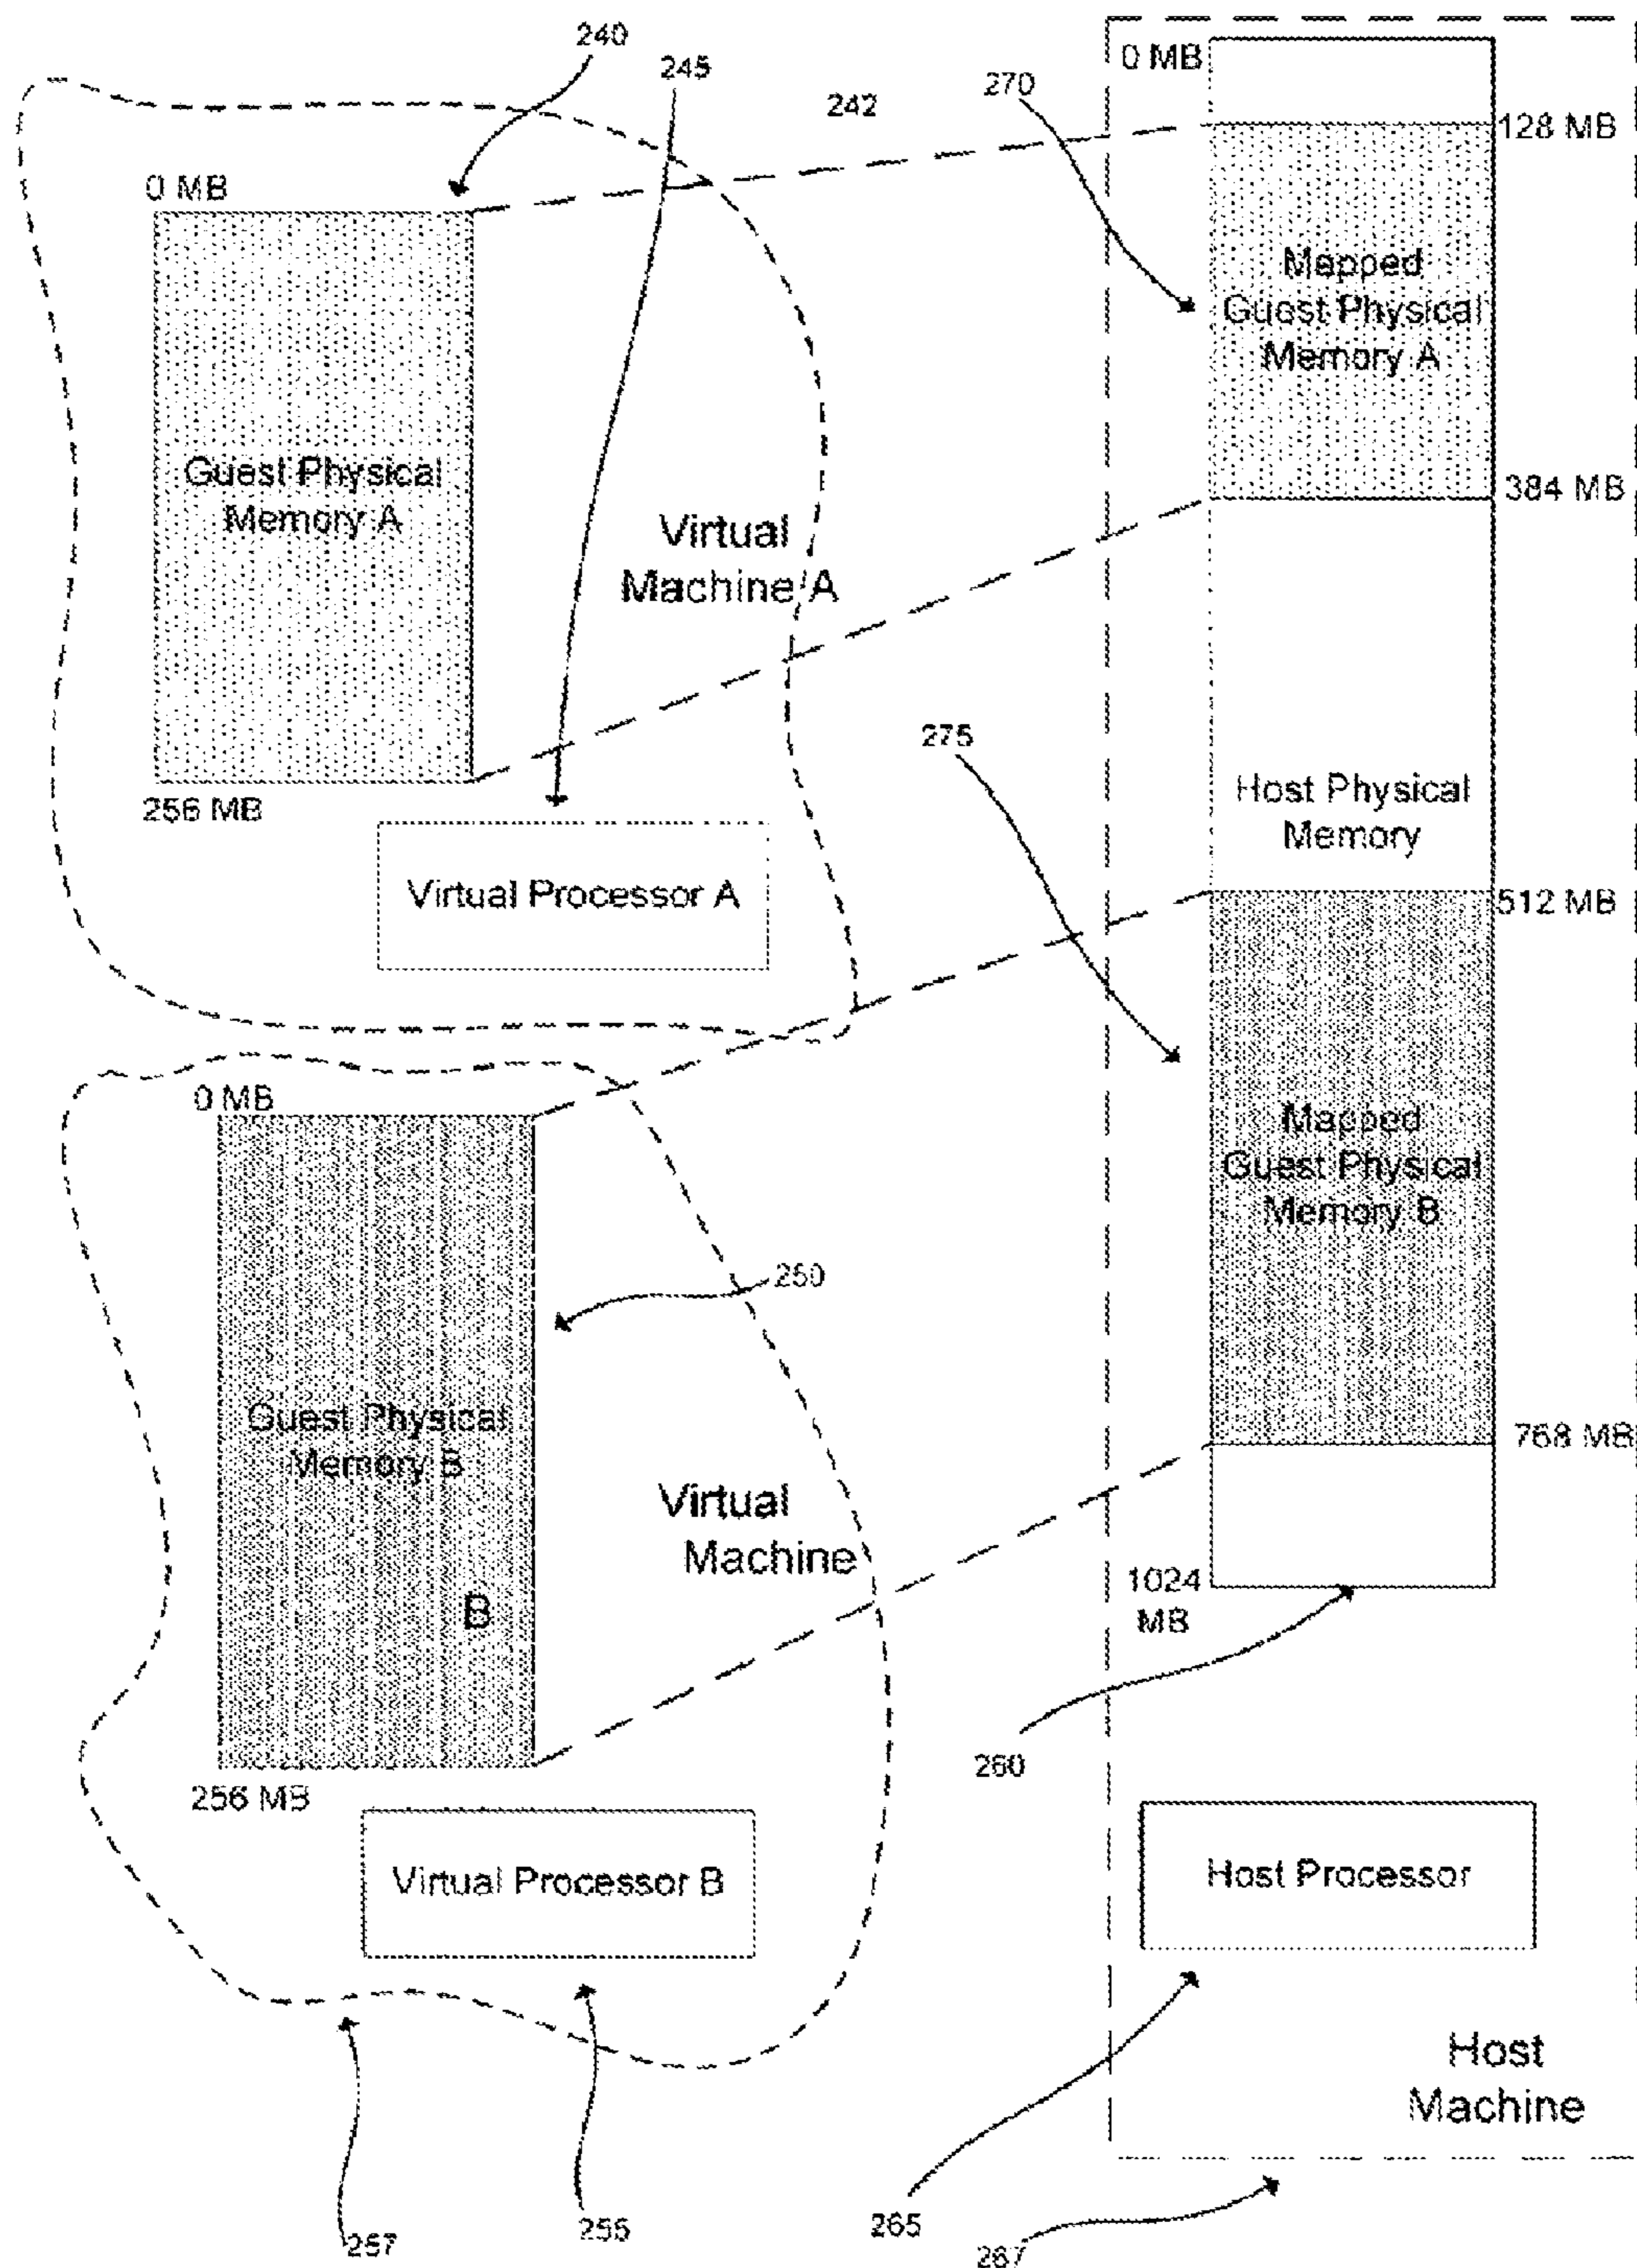 240
245
242
270
0 MB
128 MB
0 MB
Mapped
Guest Physical
Memory A
Guest Physical
Memory A
384 MB
Virtual
Machine A
275
256 MB
Host Physical
Memory
Virtual Processor A
512 MB
0 MB
Mapped
Guest Physical
Memory B
250
Guest Physical
Memory B
768 MB
Virtual
Machine
B
1024
MB
260
256 MB
Virtual Processor B
Host Processor
Host
Machine
257
255
265
267